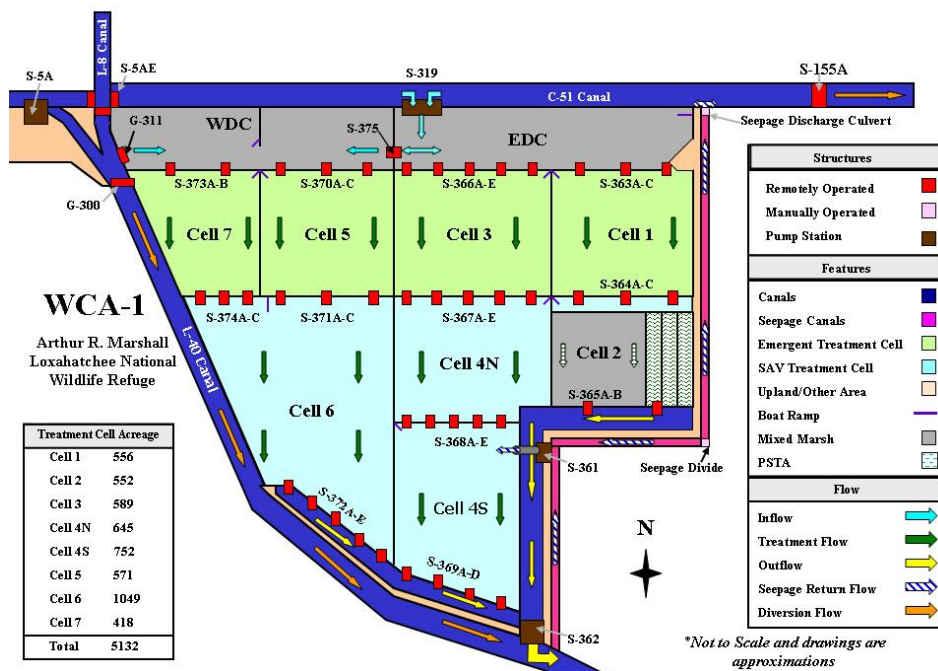 L-8 Canal
S-5A
S-5AE
S-319
S-155A
C-51 Canal
G-311
WDC
S-375
EDC
Seepage Discharge Culvert
S-373A-B
S-370A-C
S-366A-E
S-363A-C
G-300
Cell 7
Cell 5
Cell 3
Cell 1
S-364A-C
S-374A-C
S-371A-C
S-367A-E
WCA-1
Arthur R. Marshall
Loxahatchee National
Wildlife Refuge
L-40 Canal
Cell 4N
Cell 2
S-365A-B
Cell 6
S-368A-E
S-361
Seepage Divide
S-372A-E
Cell 4S
S-369A-D
N
S-362
Treatment Cell Acreage
Cell 1 556
Cell 2 552
Cell 3 589
Cell 4N 645
Cell 4S 752
Cell 5 571
Cell 6 1049
Cell 7 418
Total 5132
Structures
Remotely Operated
Manually Operated
Pump Station
Features
Canals
Seepage Canals
Emergent Treatment Cell
SAV Treatment Cell
Upland/Other Area
Boat Ramp
Mixed Marsh
PSTA
Flow
Inflow
Treatment Flow
Outflow
Seepage Return Flow
Diversion Flow
*Not to Scale and drawings are
approximations